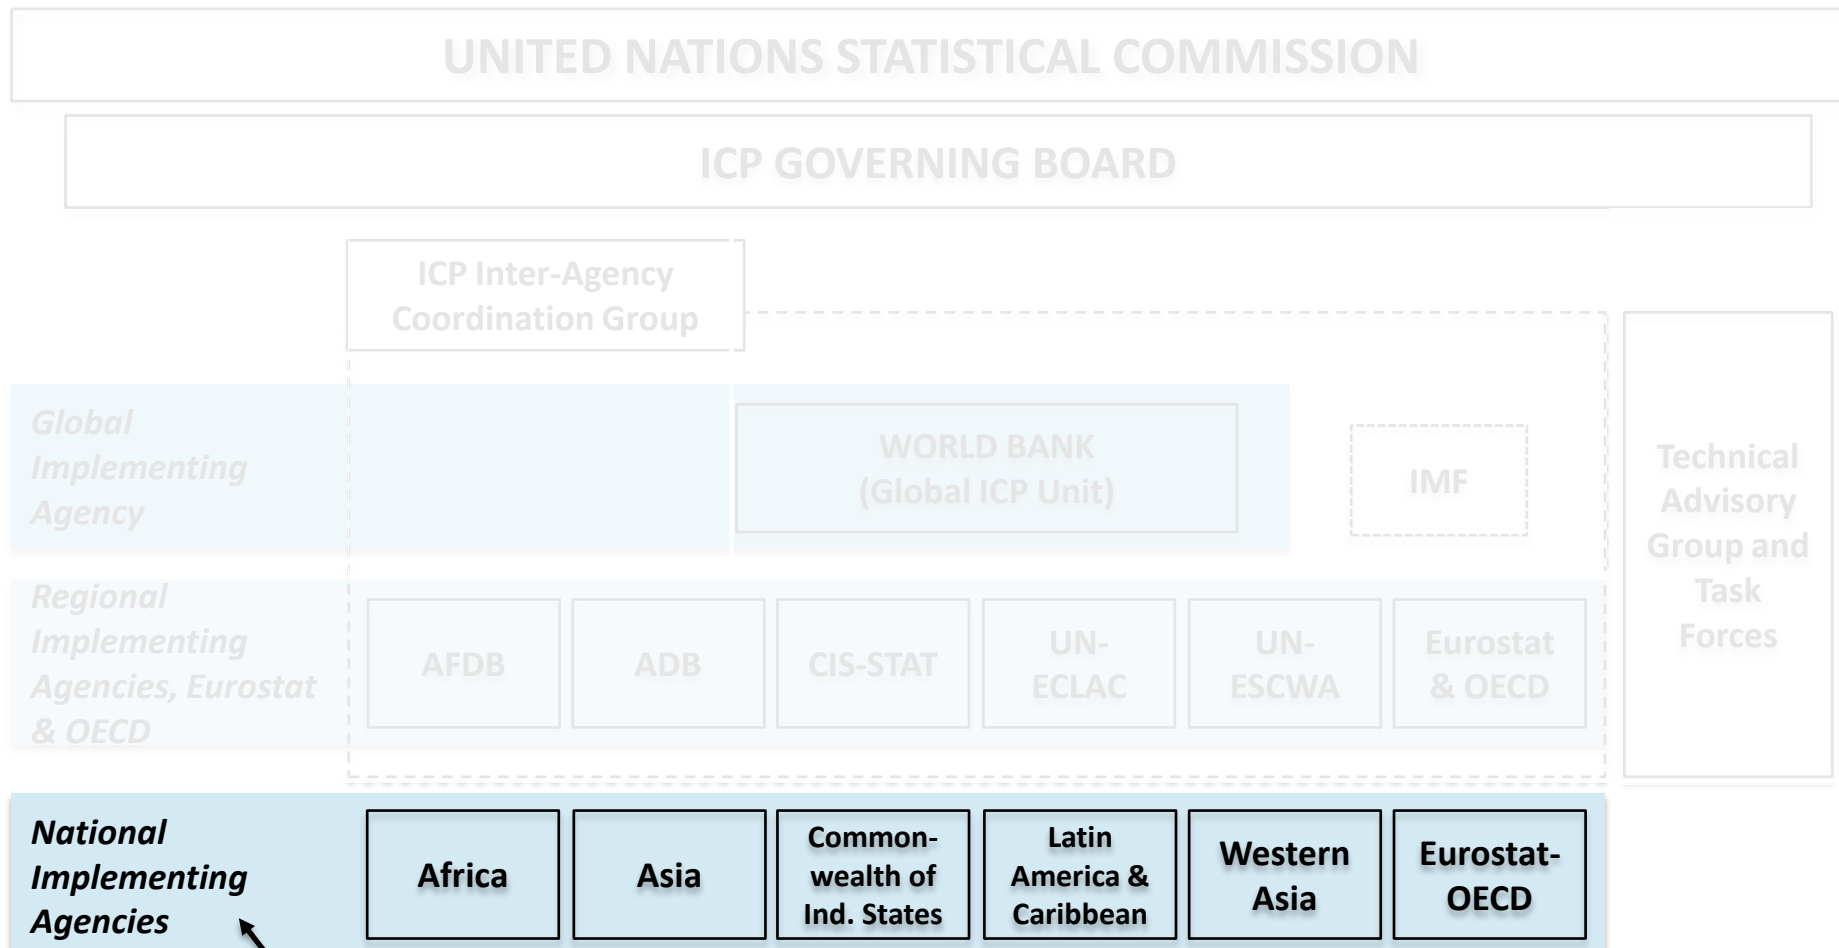 UNITED NATIONS STATISTICAL COMMISSION
ICP GOVERNING BOARD
ICP Inter-Agency
Coordination Group
Global
Implementing
Agency
WORLD BANK
(Global ICP Unit)
IMF
Technical
Advisory
Group and
Task
Forces
Regional
Implementing
Agencies, Eurostat
& OECD
AFDB
ADB
CIS-STAT
UN-
ECLAC
UN-
ESCWA
Eurostat
& OECD
National
Implementing
Agencies
Africa
Asia
Common-
wealth of
Ind. States
Latin
America &
Caribbean
Western
Asia
Eurostat-
OECD